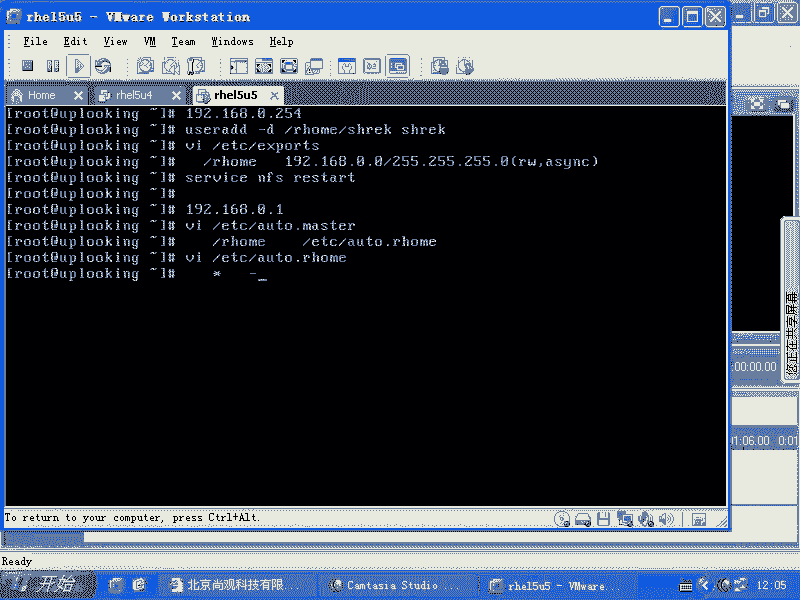 rhel5u5 - VMware Workstation
File Edit View VM Team Windows Help
Home rhel5u4 rhel5u5
[root@uplooking ~]# 192.168.0.254
[root@uplooking ~]# useradd -d /rhome/shrek shrek
[root@uplooking ~]# vi /etc/exports
[root@uplooking ~]# /rhome 192.168.0.0/255.255.255.0(rw,async)
[root@uplooking ~]# service nfs restart
[root@uplooking ~]#
[root@uplooking ~]# 192.168.0.1
[root@uplooking ~]# vi /etc/auto.master
[root@uplooking ~]# /rhome /etc/auto.rhome
[root@uplooking ~]# vi /etc/auto.rhome
[root@uplooking ~]# * -_
To return to your computer, press Ctrl+Alt.
您正在共享屏幕
:00:00.00
01:06.00 0:01
Ready
开始 北京尚观科技有限... Camtasia Studio... rhel5u5 - VMware... 12:05